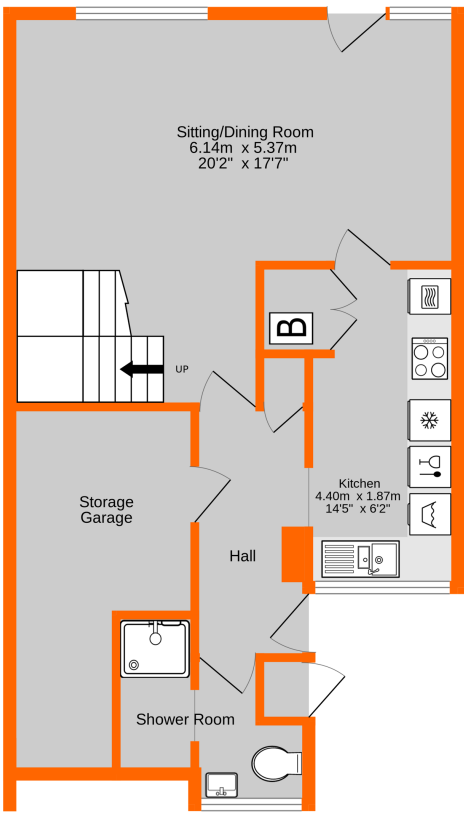 Sitting/Dining Room
6.14m x 5.37m
20'2" x 17'7"
B
UP
Kitchen
4.40m x 1.87m
14'5" x 6'2"
Storage
Garage
Hall
Shower Room